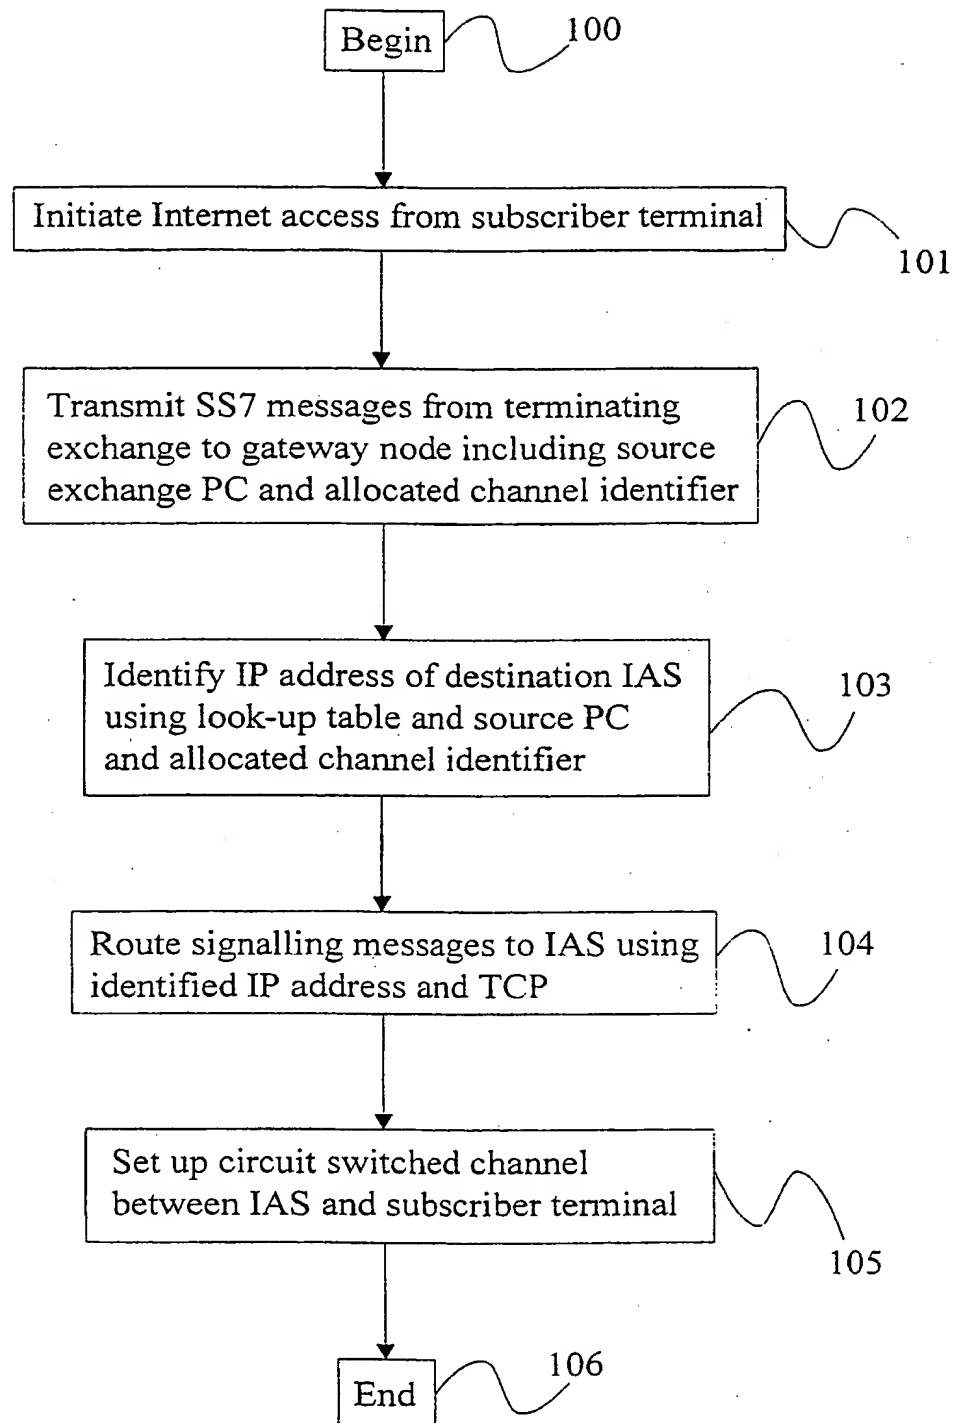 Begin
100
Initiate Internet access from subscriber terminal
101
Transmit SS7 messages from terminating
exchange to gateway node including source
exchange PC and allocated channel identifier
102
Identify IP address of destination IAS
using look-up table and source PC
and allocated channel identifier
103
Route signalling messages to IAS using
identified IP address and TCP
104
Set up circuit switched channel
between IAS and subscriber terminal
105
End
106